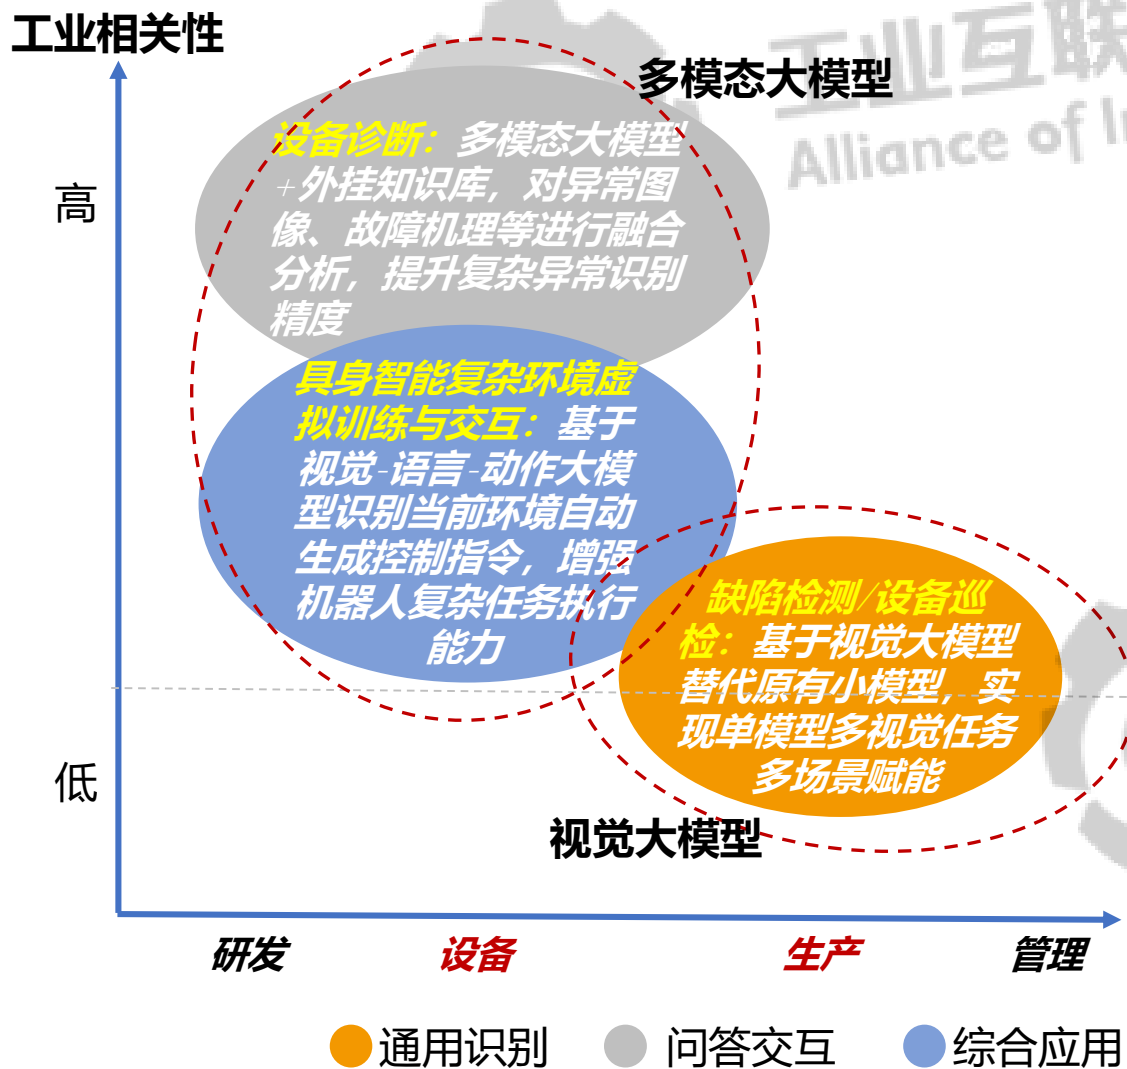 工业相关性
工业互联
Alliance of I
多模态大模型
高
设备诊断：多模态大模型
+外挂知识库，对异常图
像、故障机理等进行融合
分析，提升复杂异常识别
精度
具身智能复杂环境虚
拟训练与交互：基于
视觉-语言-动作大模
型识别当前环境自动
生成控制指令，增强
机器人复杂任务执行
能力
缺陷检测/设备巡
检：基于视觉大模型
替代原有小模型，实
现单模型多视觉任务
多场景赋能
低
视觉大模型
研发 设备 生产 管理
通用识别 问答交互 综合应用